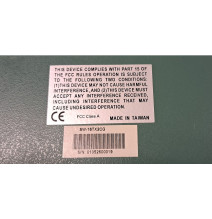 THIS DEVICE COMPLIES WITH PART 15 OF
THE FCC RULES OPERATION IS SUBJECT
TO THE FOLLOWING TWO CONDITIONS:
(1)THIS DEVICE MAY NOT CAUSE HARMFUL
INTERFERENCE, AND (2)THIS DEVICE MUST
ACCEPT ANY INTERFERENCE RECEIVED,
INCLUDING INTERFERENCE THAT MAY
CAUSE UNDESIRED OPERATION.
CE FCC Class A MADE IN TAIWAN
S/N